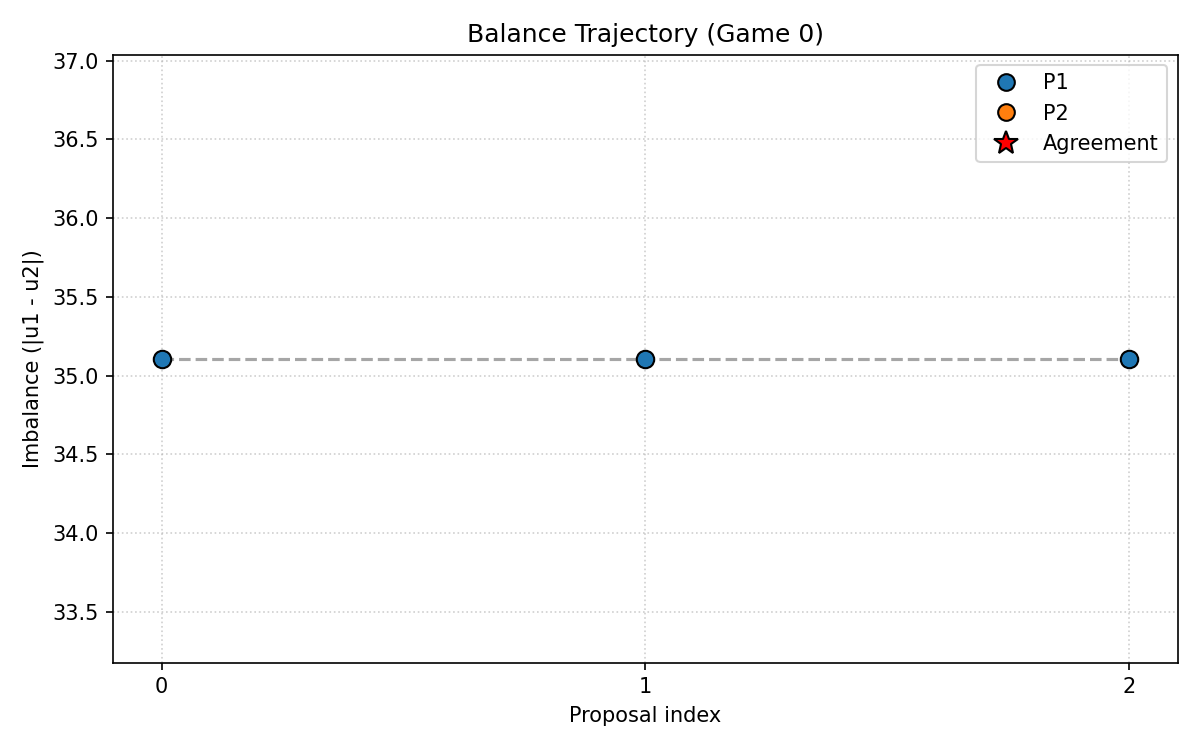 Balance Trajectory (Game 0)
37.0
36.5
36.0
35.5
35.0
34.5
34.0
33.5
Imbalance (|u1 - u2|)
P1
P2
Agreement
0
1
2
Proposal index